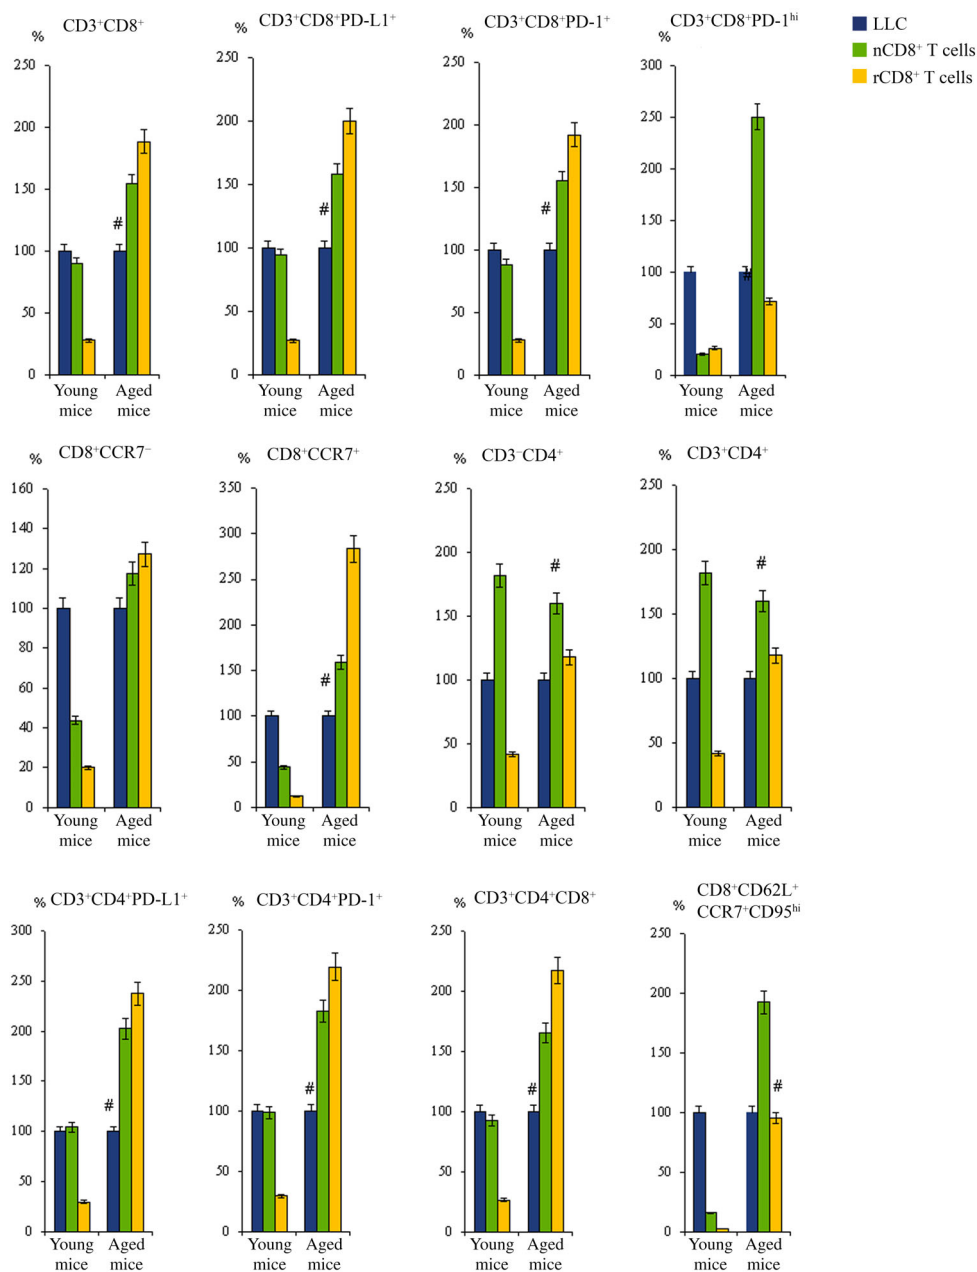 CD3⁺CD8⁺
CD3⁺CD8⁺PD-L1⁺
CD3⁺CD8⁺PD-1⁺
CD3⁺CD8⁺PD-1ʰⁱ
LLC
nCD8⁺ T cells
rCD8⁺ T cells
%
250
200
150
100
50
0
#
Young mice
Aged mice
%
250
200
150
100
50
0
#
Young mice
Aged mice
%
250
200
150
100
50
0
#
Young mice
Aged mice
%
300
250
200
150
100
50
0
#
Young mice
Aged mice
CD8⁺CCR7⁻
%
160
140
120
100
80
60
40
20
0
Young mice
Aged mice
CD8⁺CCR7⁺
%
350
300
250
200
150
100
50
0
#
Young mice
Aged mice
CD3⁻CD4⁺
%
250
200
150
100
50
0
#
Young mice
Aged mice
CD3⁺CD4⁺
%
250
200
150
100
50
0
#
Young mice
Aged mice
CD3⁺CD4⁺PD-L1⁺
%
300
250
200
150
100
50
0
#
Young mice
Aged mice
CD3⁺CD4⁺PD-1⁺
%
250
200
150
100
50
0
#
Young mice
Aged mice
CD3⁺CD4⁺CD8⁺
%
250
200
150
100
50
0
#
Young mice
Aged mice
CD8⁺CD62L⁺
CCR7⁺CD95ʰⁱ
%
250
200
150
100
50
0
#
Young mice
Aged mice